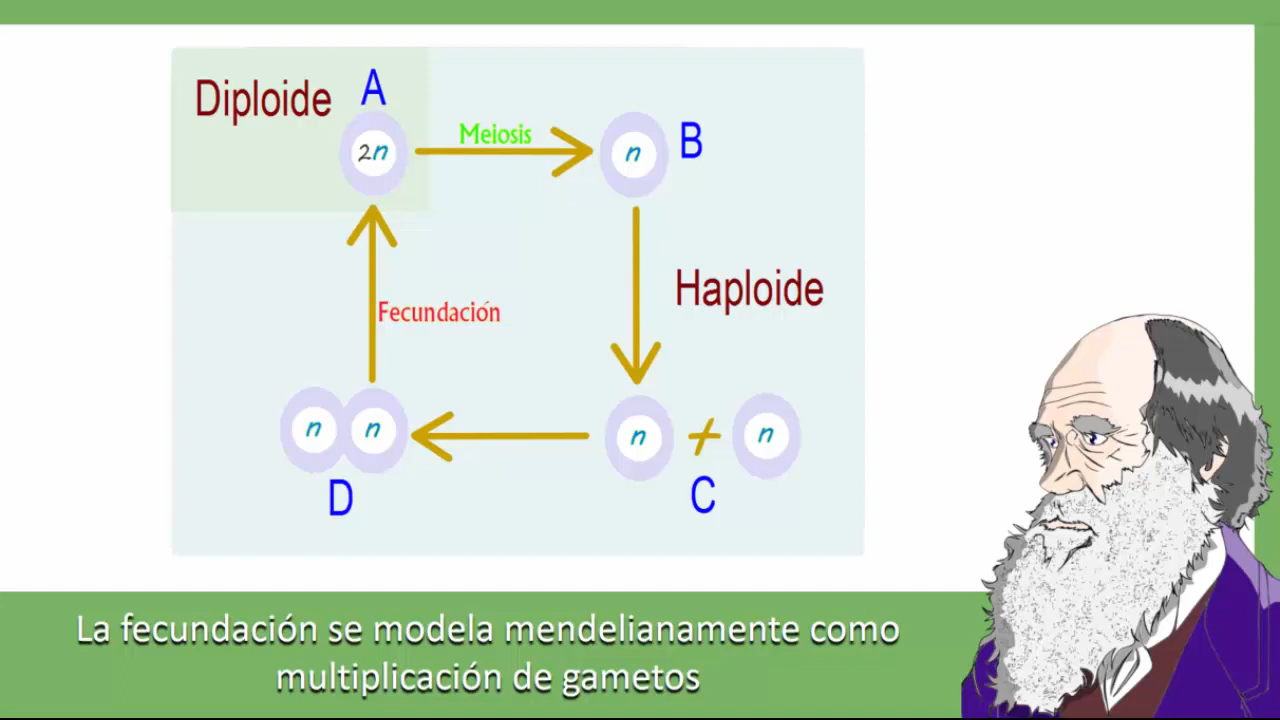 Diploide
A
2n
Meiosis
n
B
Haploide
Fecundación
n n
n + n
D
C
La fecundación se modela mendelianamente como
multiplicación de gametos